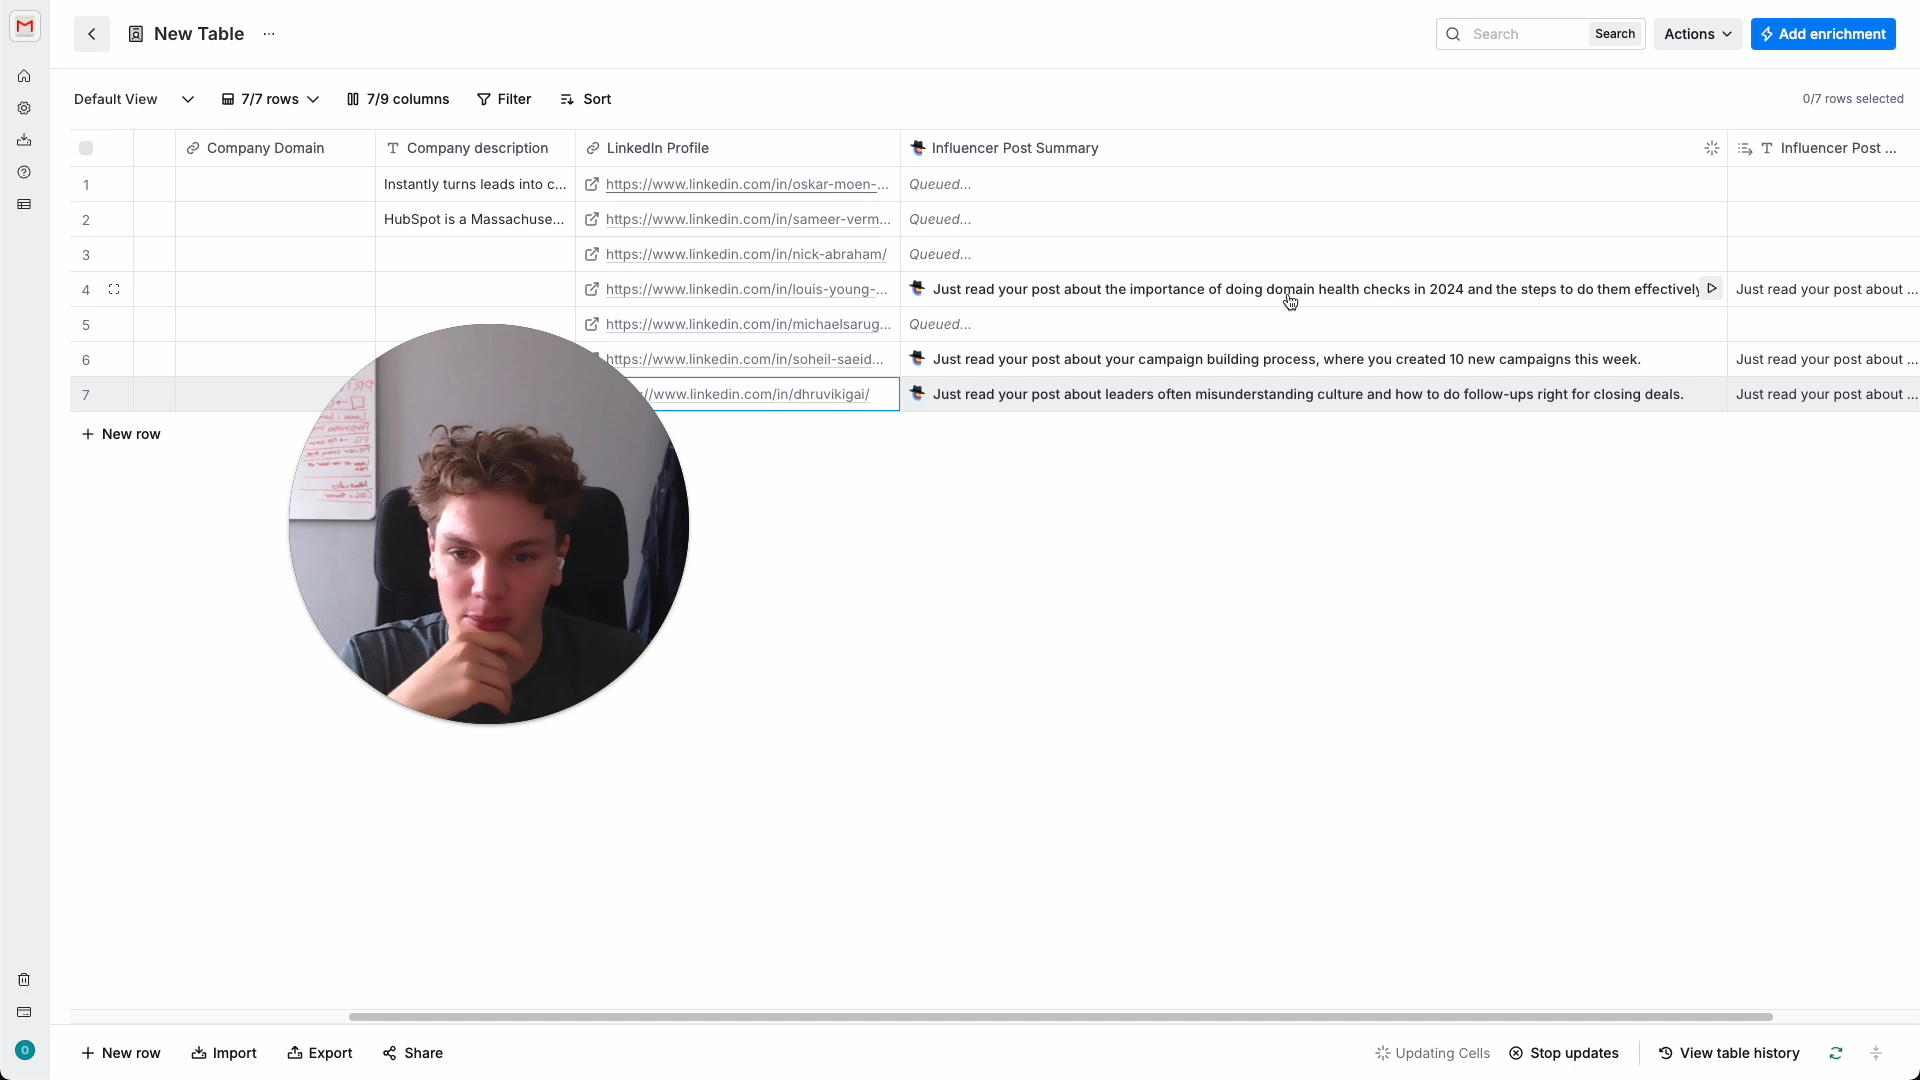 New Table
Search
Search
Actions
Add enrichment
Default View
7/7 rows
7/9 columns
Filter
Sort
0/7 rows selected
Company Domain
Company description
LinkedIn Profile
Influencer Post Summary
Influencer Post ...
1
Instantly turns leads into c...
https://www.linkedin.com/in/oskar-moen-...
Queued...
2
HubSpot is a Massachuse...
https://www.linkedin.com/in/sameer-verm...
Queued...
3
https://www.linkedin.com/in/nick-abraham/
Queued...
4
https://www.linkedin.com/in/louis-young-...
Just read your post about the importance of doing domain health checks in 2024 and the steps to do them effectively
Just read your post about ...
5
https://www.linkedin.com/in/michaelsarug...
Queued...
6
https://www.linkedin.com/in/soheil-saeid...
Just read your post about your campaign building process, where you created 10 new campaigns this week.
Just read your post about ...
7
//www.linkedin.com/in/dhruvikigai/
Just read your post about leaders often misunderstanding culture and how to do follow-ups right for closing deals.
Just read your post about ...
New row
New row
Import
Export
Share
Updating Cells
Stop updates
View table history
O